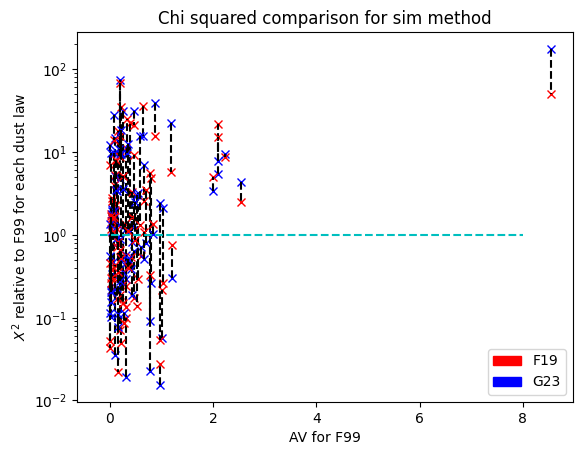 Chi squared comparison for sim method
X² relative to F99 for each dust law
10²
10¹
10⁰
10⁻¹
10⁻²
0 2 4 6 8
AV for F99
F19
G23